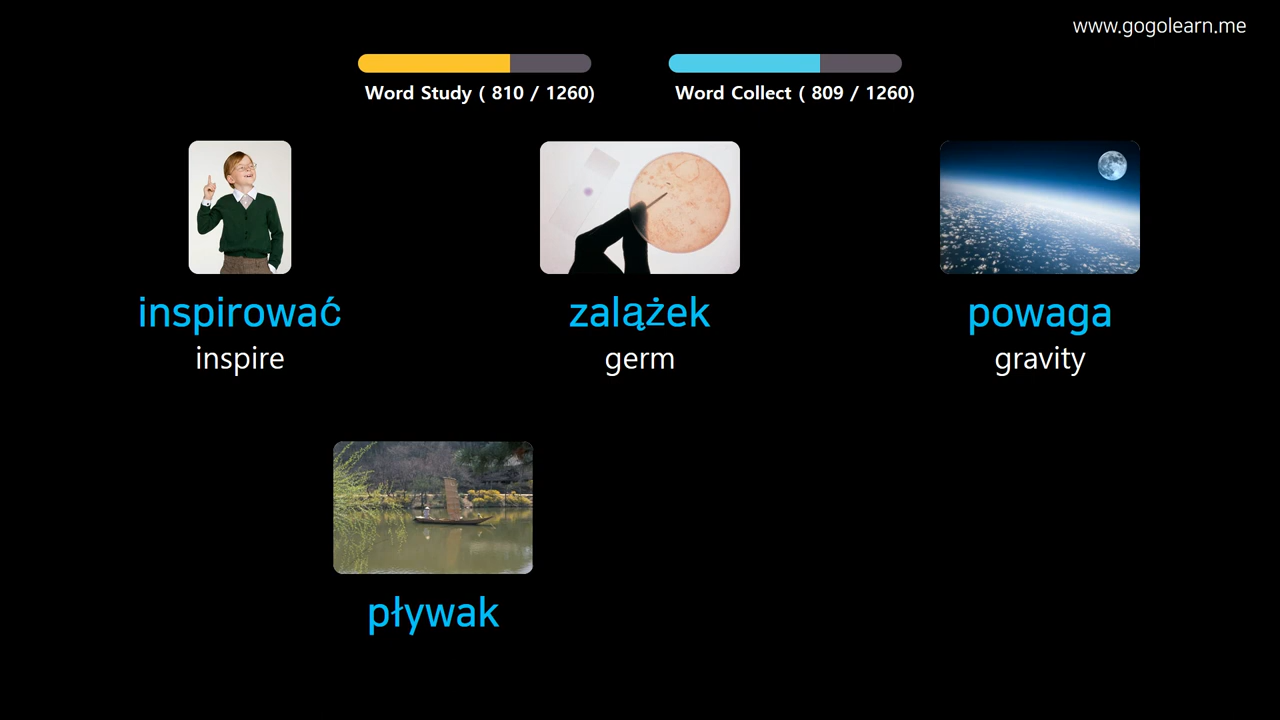 www.gogolearn.me
Word Study ( 810 / 1260)
Word Collect ( 809 / 1260)
inspirować
zalążek
powaga
inspire
germ
gravity
pływak